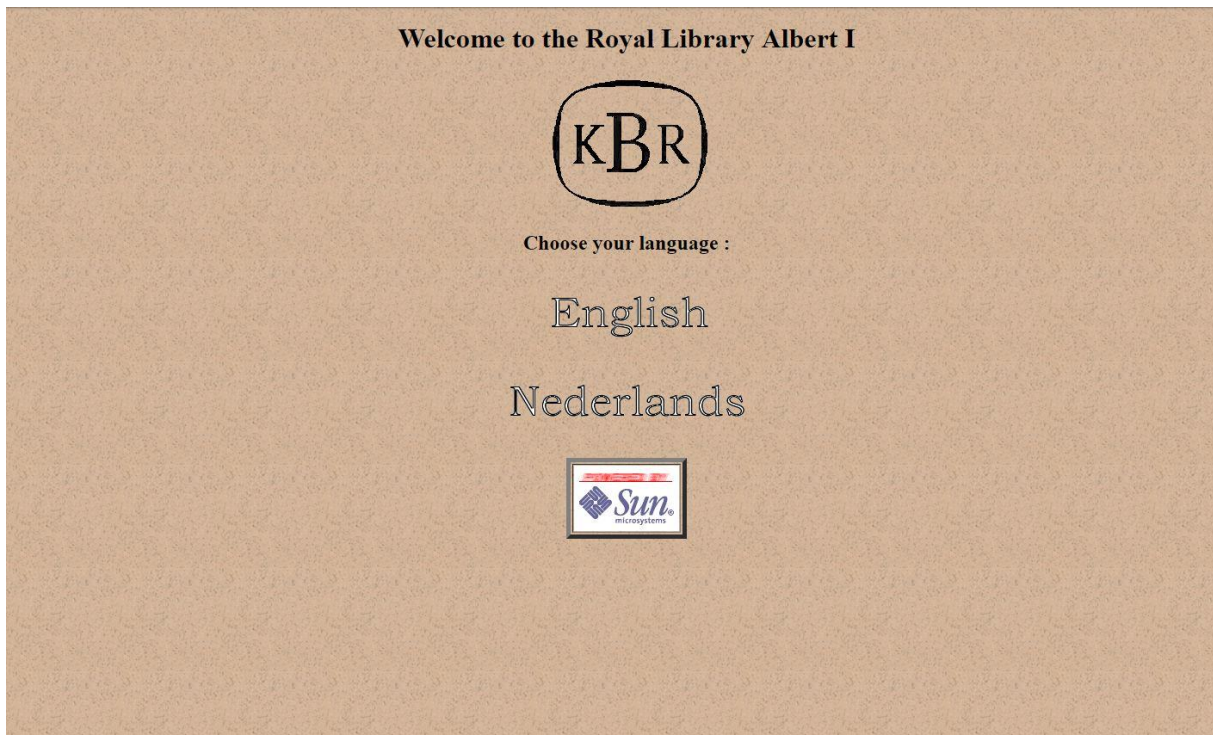 Welcome to the Royal Library Albert I
KBR
Choose your language :
English
Nederlands
Sun
microsystems